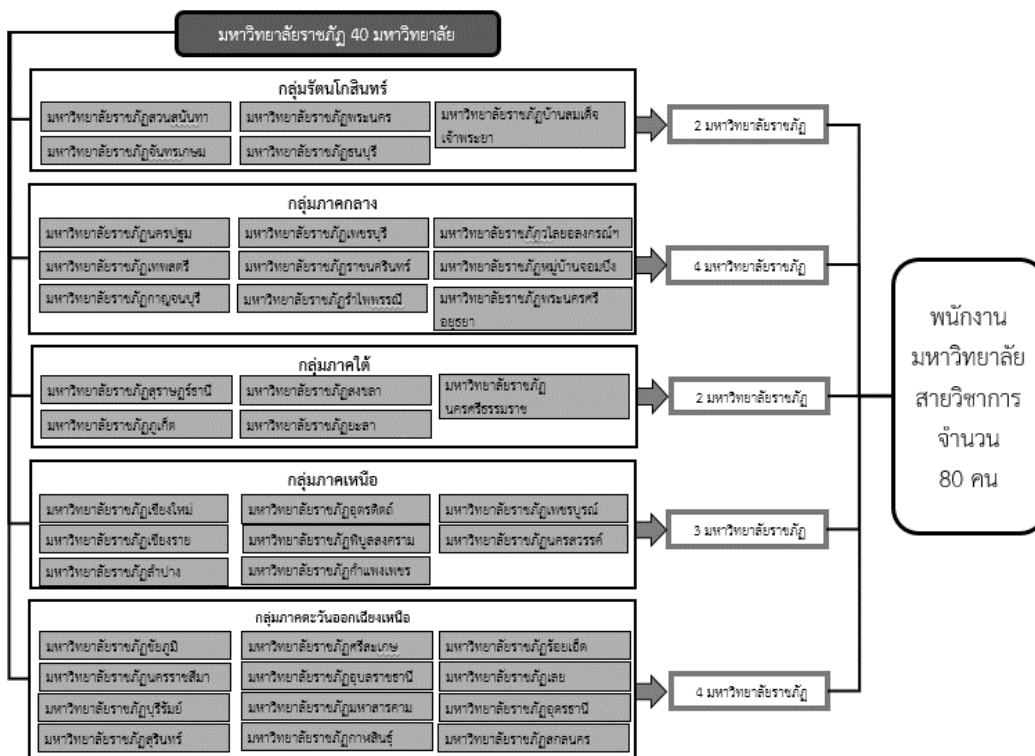 มหาวิทยาลัยราชภัฏ 40 มหาวิทยาลัย
กลุ่มรัตนโกสินทร์
มหาวิทยาลัยราชภัฏสวนสุนันทา
มหาวิทยาลัยราชภัฏพระนคร
มหาวิทยาลัยราชภัฏบ้านสมเด็จ
เจ้าพระยา
มหาวิทยาลัยราชภัฏจันทรเกษม
มหาวิทยาลัยราชภัฏธนบุรี
2 มหาวิทยาลัยราชภัฏ
กลุ่มภาคกลาง
มหาวิทยาลัยราชภัฏนครปฐม
มหาวิทยาลัยราชภัฏเพชรบุรี
มหาวิทยาลัยราชภัฏวไลยอลงกรณ์ฯ
มหาวิทยาลัยราชภัฏเทพสตรี
มหาวิทยาลัยราชภัฏราชนครินทร์
มหาวิทยาลัยราชภัฏหมู่บ้านจอมบึง
มหาวิทยาลัยราชภัฏกาญจนบุรี
มหาวิทยาลัยราชภัฏรำไพพรรณี
มหาวิทยาลัยราชภัฏพระนครศรี
อยุธยา
4 มหาวิทยาลัยราชภัฏ
กลุ่มภาคใต้
มหาวิทยาลัยราชภัฏสุราษฎร์ธานี
มหาวิทยาลัยราชภัฏสงขลา
มหาวิทยาลัยราชภัฏ
นครศรีธรรมราช
มหาวิทยาลัยราชภัฏภูเก็ต
มหาวิทยาลัยราชภัฏยะลา
2 มหาวิทยาลัยราชภัฏ
กลุ่มภาคเหนือ
มหาวิทยาลัยราชภัฏเชียงใหม่
มหาวิทยาลัยราชภัฏอุตรดิตถ์
มหาวิทยาลัยราชภัฏเพชรบูรณ์
มหาวิทยาลัยราชภัฏเชียงราย
มหาวิทยาลัยราชภัฏพิบูลสงคราม
มหาวิทยาลัยราชภัฏนครสวรรค์
มหาวิทยาลัยราชภัฏลำปาง
มหาวิทยาลัยราชภัฏกำแพงเพชร
3 มหาวิทยาลัยราชภัฏ
กลุ่มภาคตะวันออกเฉียงเหนือ
มหาวิทยาลัยราชภัฏชัยภูมิ
มหาวิทยาลัยราชภัฏศรีสะเกษ
มหาวิทยาลัยราชภัฏร้อยเอ็ด
มหาวิทยาลัยราชภัฏนครราชสีมา
มหาวิทยาลัยราชภัฏอุบลราชธานี
มหาวิทยาลัยราชภัฏเลย
มหาวิทยาลัยราชภัฏบุรีรัมย์
มหาวิทยาลัยราชภัฏมหาสารคาม
มหาวิทยาลัยราชภัฏอุดรธานี
มหาวิทยาลัยราชภัฏสุรินทร์
มหาวิทยาลัยราชภัฏกาฬสินธุ์
มหาวิทยาลัยราชภัฏสกลนคร
4 มหาวิทยาลัยราชภัฏ
พนักงาน
มหาวิทยาลัย
สายวิชาการ
จำนวน
80 คน